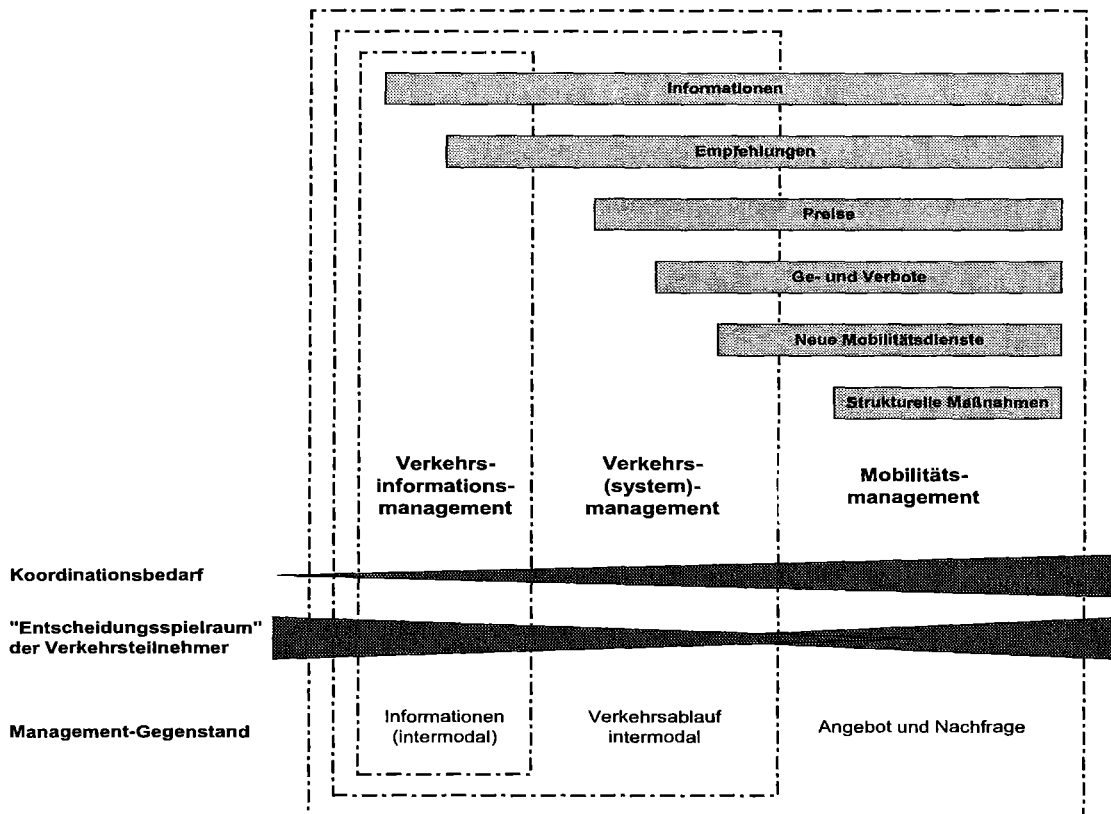 Informationen
Empfehlungen
Preise
Ge- und Verbote
Neue Mobilitätsdienste
Strukturelle Maßnahmen
Verkehrs-
informations-
management
Verkehrs-
(system)-
management
Mobilitäts-
management
Koordinationsbedarf
"Entscheidungsspielraum"
der Verkehrsteilnehmer
Management-Gegenstand
Informationen
(intermodal)
Verkehrsablauf
intermodal
Angebot und Nachfrage